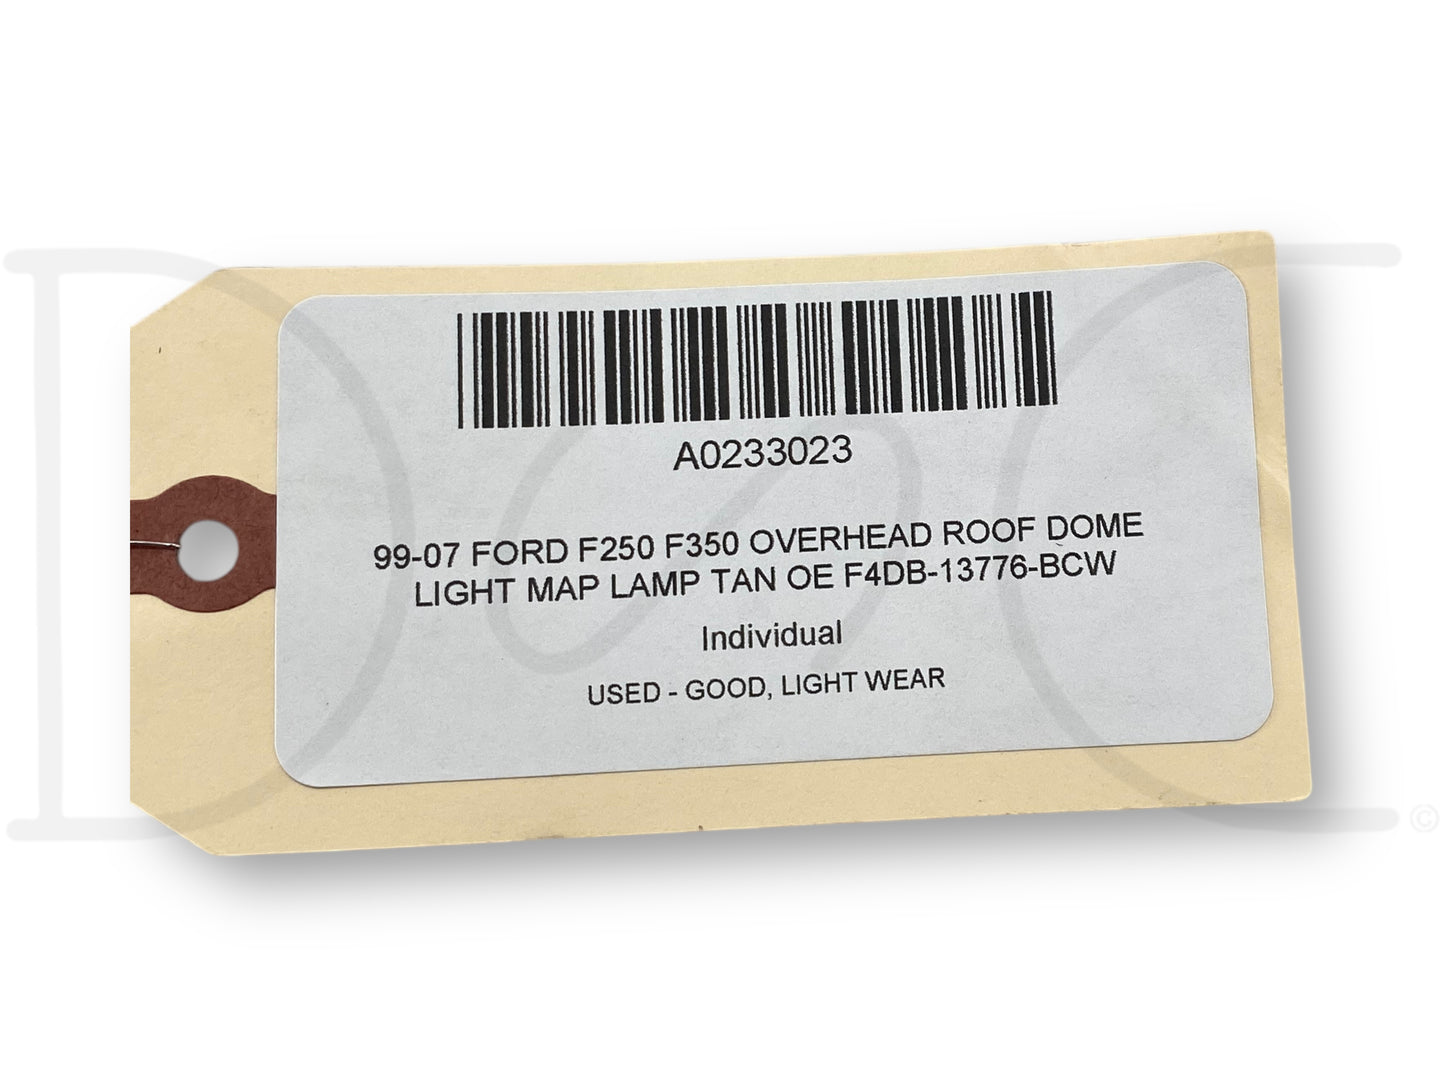 A0233023
99-07 FORD F250 F350 OVERHEAD ROOF DOME
LIGHT MAP LAMP TAN OE F4DB-13776-BCW
Individual
USED - GOOD, LIGHT WEAR
©